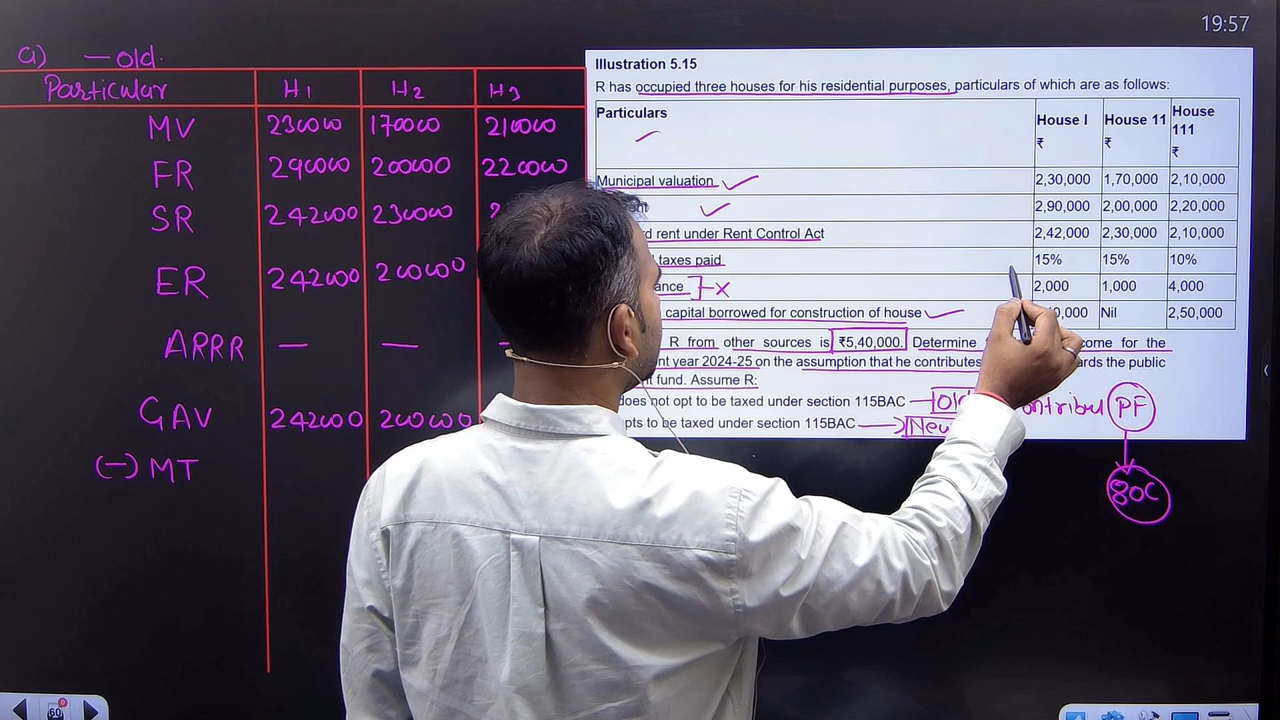 19:57
a) — old.
Particular H1 H2 H3
MV 230000 170000 210000
FR 290000 200000 220000
SR 242000 230000
ER 242000 200000
ARRR — —
GAV 242000 200000
(-) MT
Illustration 5.15
R has occupied three houses for his residential purposes, particulars of which are as follows:
Particulars House I ₹ House 11 ₹ House 111 ₹
Municipal valuation 2,30,000 1,70,000 2,10,000
2,90,000 2,00,000 2,20,000
rent under Rent Control Act 2,42,000 2,30,000 2,10,000
taxes paid 15% 15% 10%
x 2,000 1,000 4,000
capital borrowed for construction of house Nil 2,50,000
R from other sources is ₹5,40,000. Determine for the
year 2024-25 on the assumption that he contributes the public
fund. Assume R:
does not opt to be taxed under section 115BAC old PF
to be taxed under section 115BAC New
80C
60